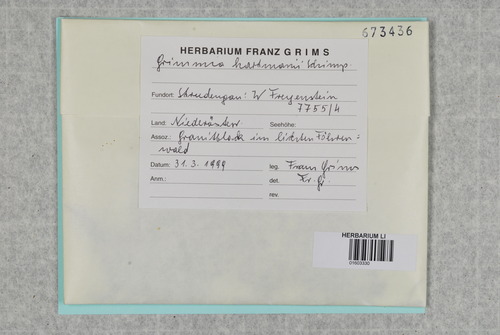 673436
HERBARIUM FRANZ GRIMS
Grimmia hartmanii Schimp.
Fundort: Strudengau: W Freyenstein
7755/4
Land: Niederösterr. Seehöhe:
Assoz.: Granitblock im lichten Föhren=
wald
Datum: 31.3.1999 leg. Franz Grims
Anm.: det. Fr. Gr.
rev.
HERBARIUM LI